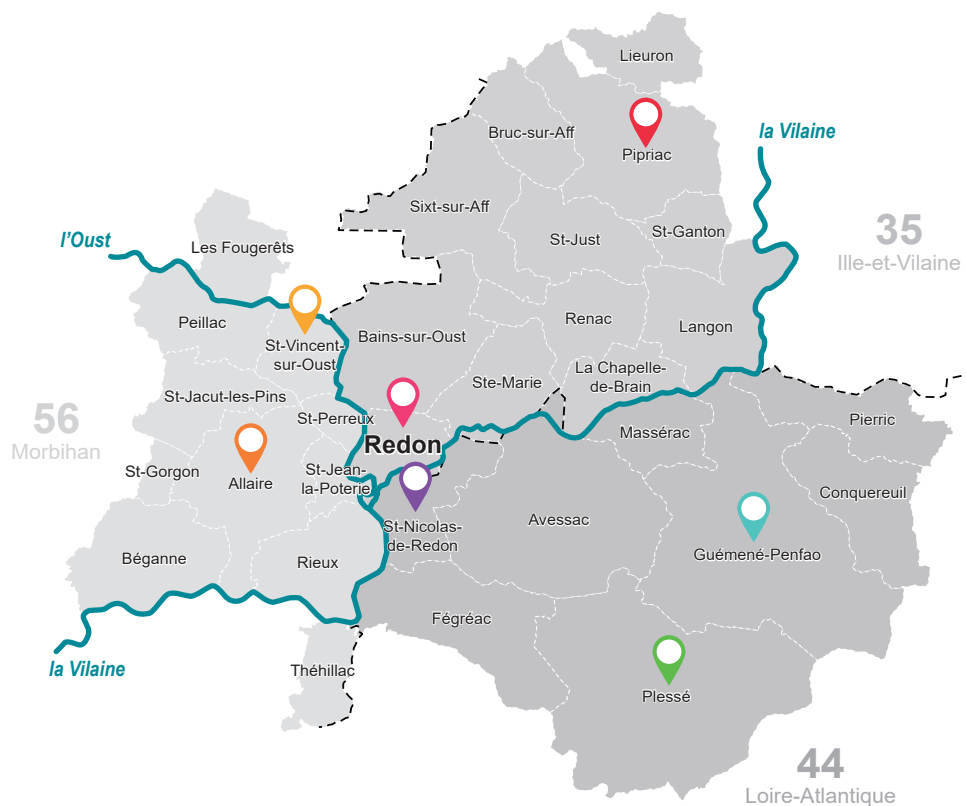 Lieuron
Bruc-sur-Aff
Pipriac
la Vilaine
Sixt-sur-Aff
St-Just
St-Ganton
35
Ille-et-Vilaine
l'Oust
Les Fougerêts
Peillac
St-Vincent-
sur-Oust
Bains-sur-Oust
Renac
Langon
Ste-Marie
La Chapelle-
de-Brain
56
Morbihan
St-Jacut-les-Pins
St-Perreux
Redon
Massérac
Pierric
St-Gorgon
Allaire
St-Jean-
la-Poterie
Conquereuil
St-Nicolas-
de-Redon
Avessac
Guémené-Penfao
Béganne
Rieux
Fégréac
la Vilaine
Théhillac
Plessé
44
Loire-Atlantique